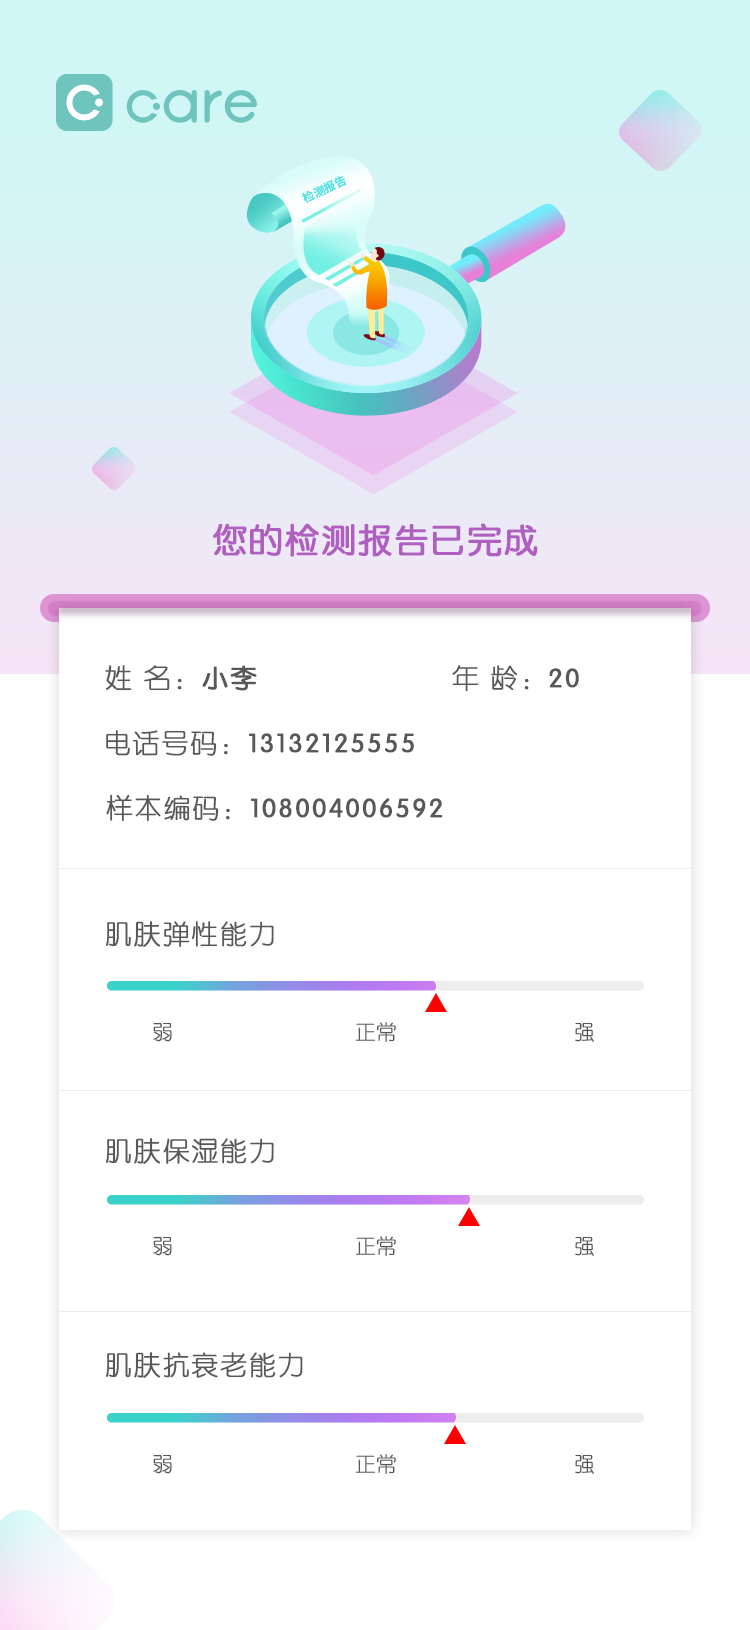 care
检测报告
您的检测报告已完成
姓 名：小李 年 龄：20
电话号码：13132125555
样本编码：108004006592
肌肤弹性能力
弱 正常 强
肌肤保湿能力
弱 正常 强
肌肤抗衰老能力
弱 正常 强